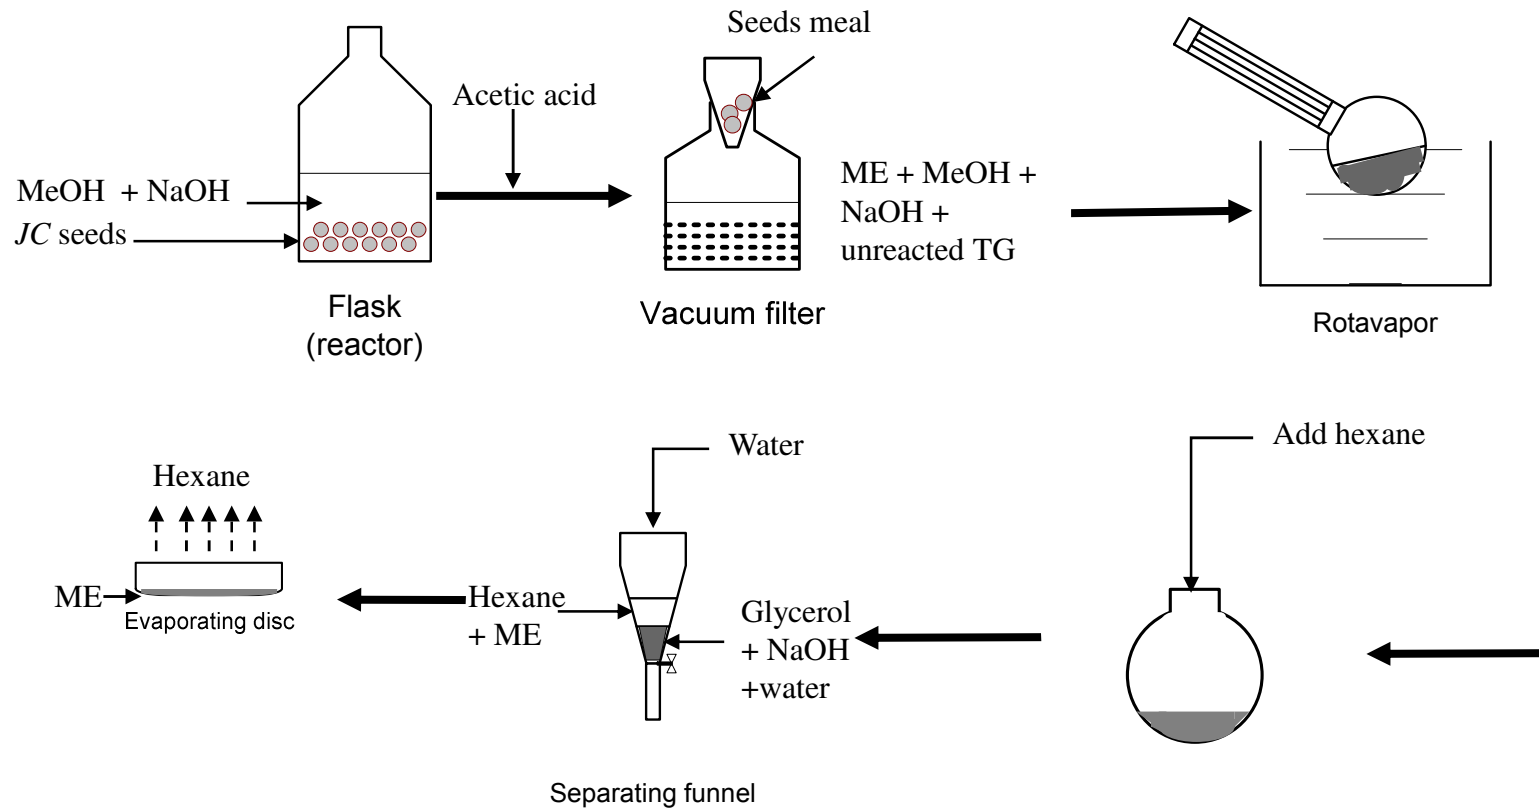 Seeds meal
Acetic acid
MeOH + NaOH
JC seeds
ME + MeOH +
NaOH +
unreacted TG
Flask
(reactor)
Vacuum filter
Rotavapor
Add hexane
Water
Hexane
ME
Evaporating disc
Hexane
+ ME
Glycerol
+ NaOH
+water
Separating funnel